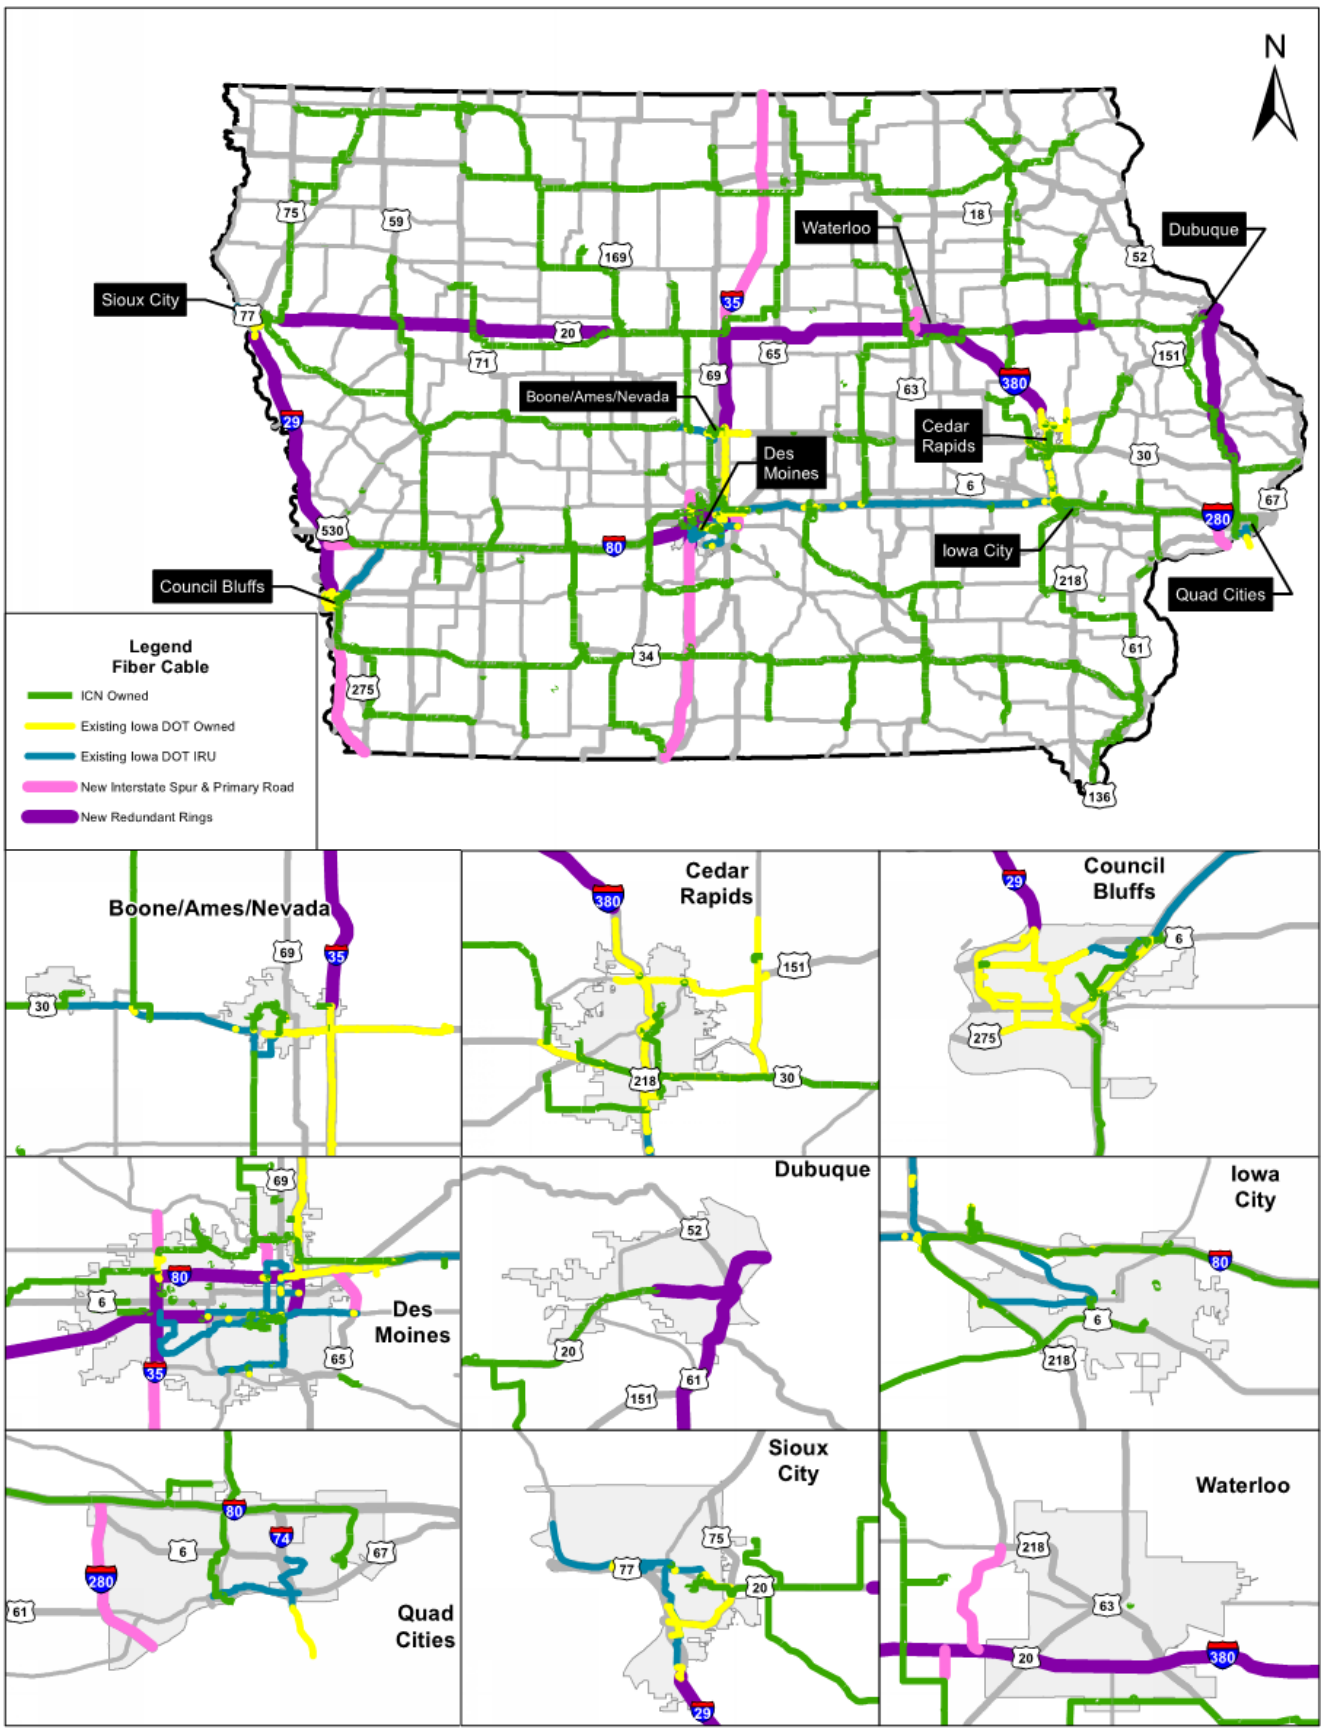 N
75
59
18
Waterloo
Dubuque
169
52
Sioux City
77
35
20
65
71
151
69
63
380
Boone/Ames/Nevada
29
Cedar
Rapids
Des
Moines
30
6
67
530
280
80
Iowa City
218
Council Bluffs
Quad Cities
34
61
275
136
Legend
Fiber Cable
ICN Owned
Existing Iowa DOT Owned
Existing Iowa DOT IRU
New Interstate Spur & Primary Road
New Redundant Rings
Boone/Ames/Nevada
69
35
30
Cedar
Rapids
380
151
218
30
Council
Bluffs
29
6
275
69
80
6
Des
Moines
35
65
Dubuque
52
20
61
151
Iowa
City
80
6
218
80
74
6
67
280
61
Quad
Cities
Sioux
City
75
77
20
29
Waterloo
218
63
20
380